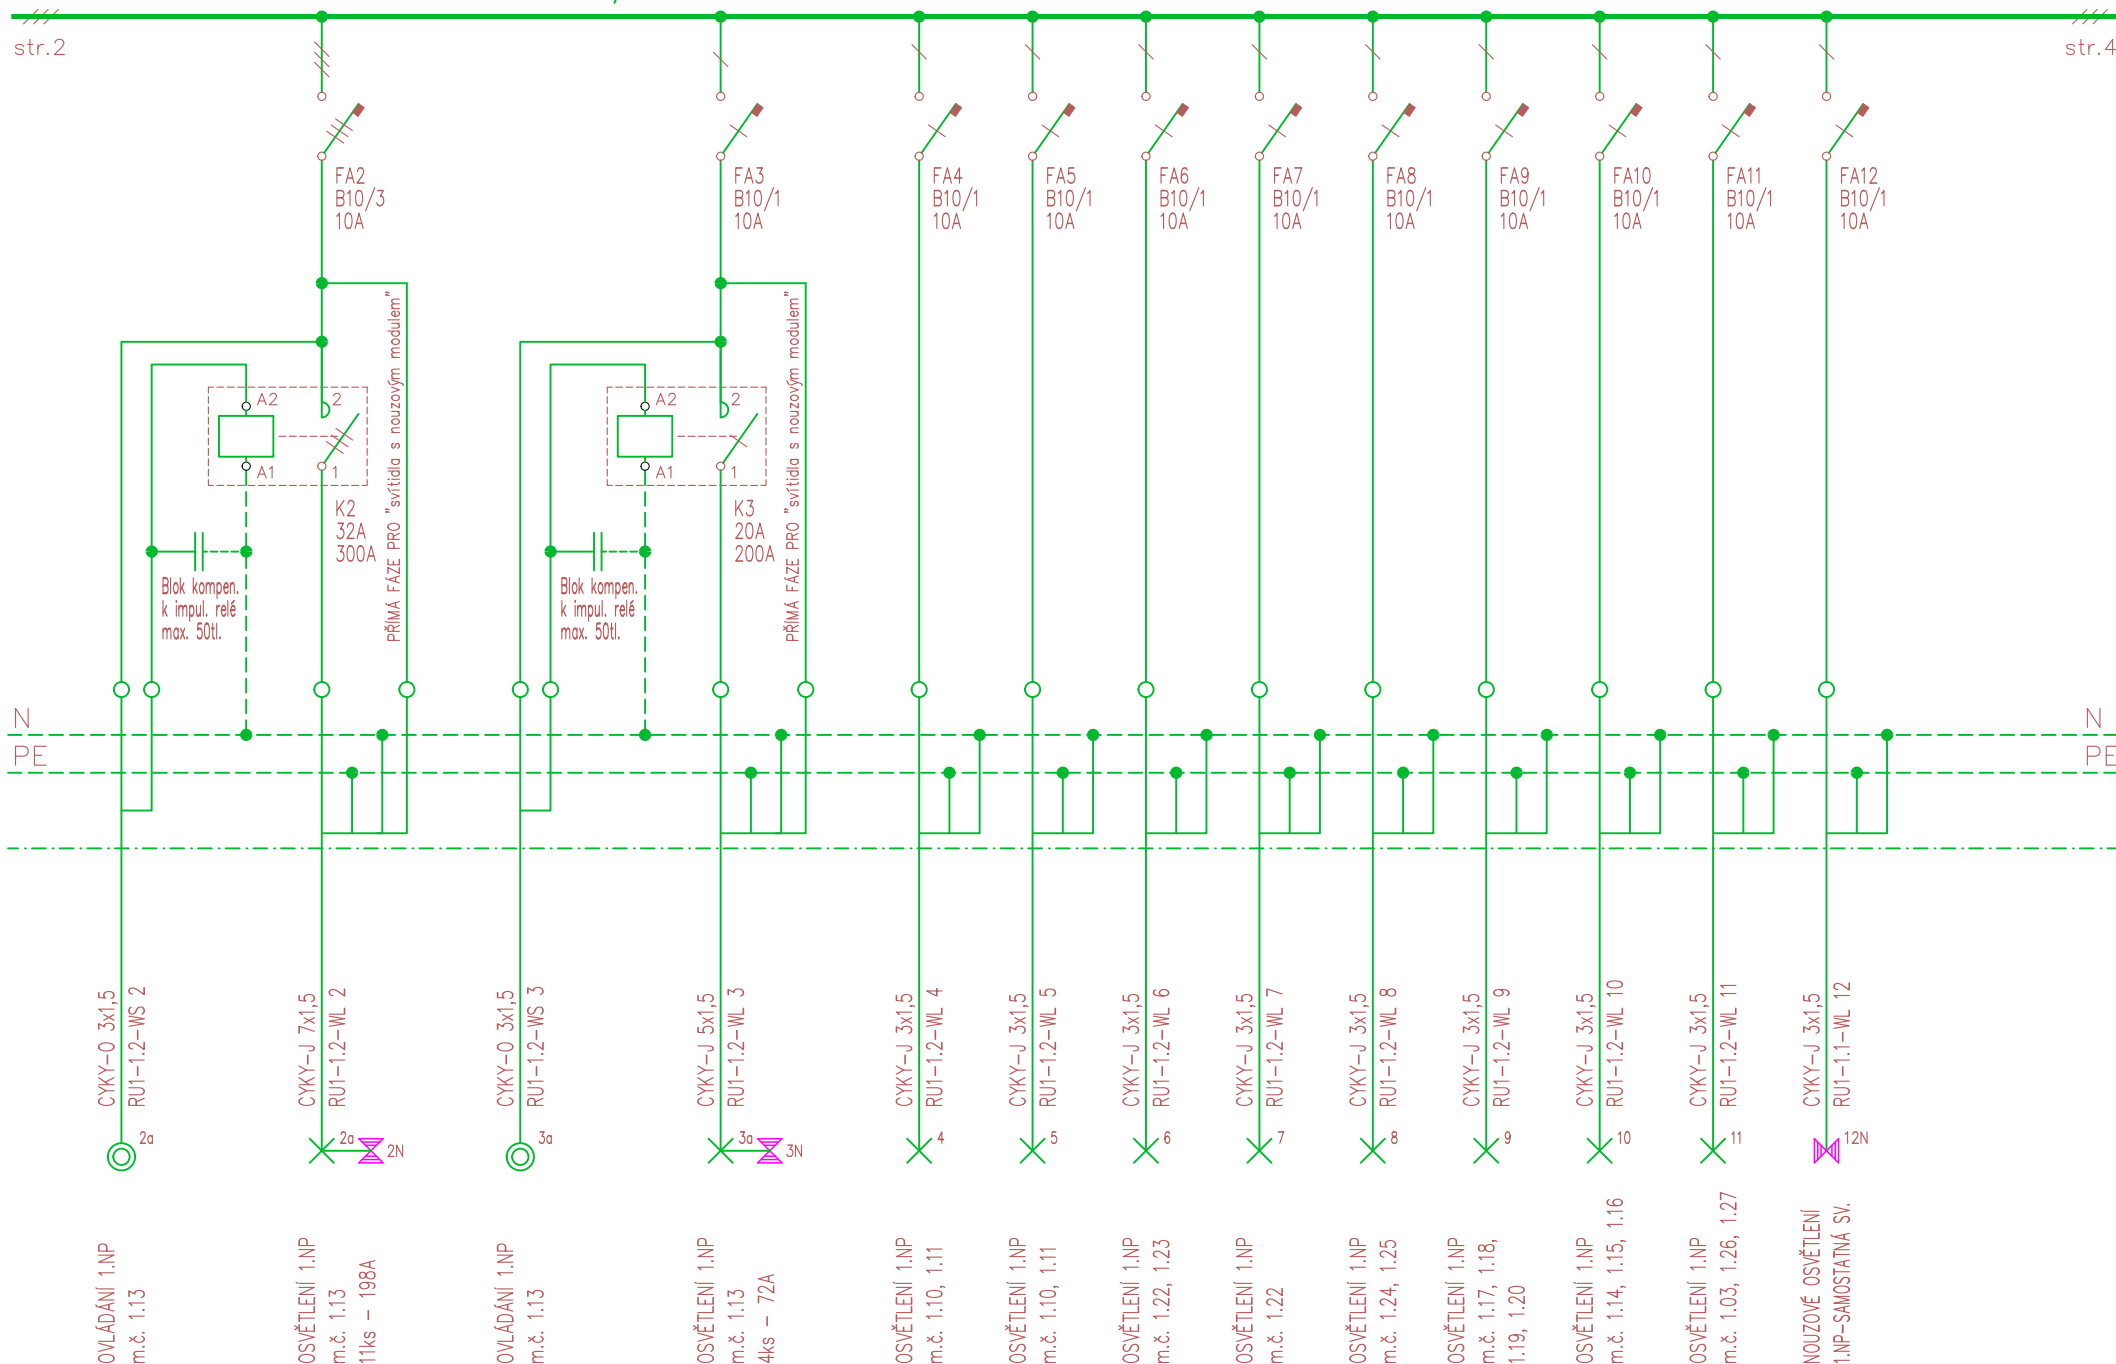 str.2
str.4
FA2
B10/3
10A
FA3
B10/1
10A
FA4
B10/1
10A
FA5
B10/1
10A
FA6
B10/1
10A
FA7
B10/1
10A
FA8
B10/1
10A
FA9
B10/1
10A
FA10
B10/1
10A
FA11
B10/1
10A
FA12
B10/1
10A
A2
2
A1
1
K2
32A
300A
PŘÍMÁ FÁZE PRO "svítidla s nouzovým modulem"
Blok kompen.
k impul. relé
max. 50tl.
A2
2
A1
1
K3
20A
200A
PŘÍMÁ FÁZE PRO "svítidla s nouzovým modulem"
Blok kompen.
k impul. relé
max. 50tl.
N
PE
N
PE
CYKY-O 3x1,5
RU1-1.2-WS 2
CYKY-J 7x1,5
RU1-1.2-WL 2
CYKY-O 3x1,5
RU1-1.2-WS 3
CYKY-J 5x1,5
RU1-1.2-WL 3
CYKY-J 3x1,5
RU1-1.2-WL 4
CYKY-J 3x1,5
RU1-1.2-WL 5
CYKY-J 3x1,5
RU1-1.2-WL 6
CYKY-J 3x1,5
RU1-1.2-WL 7
CYKY-J 3x1,5
RU1-1.2-WL 8
CYKY-J 3x1,5
RU1-1.2-WL 9
CYKY-J 3x1,5
RU1-1.2-WL 10
CYKY-J 3x1,5
RU1-1.2-WL 11
CYKY-J 3x1,5
RU1-1.1-WL 12
2a
2a
2N
3a
3a
3N
4
5
6
7
8
9
10
11
12N
OVLÁDÁNÍ 1.NP
m.č. 1.13
OSVĚTLENÍ 1.NP
m.č. 1.13
11ks - 198A
OVLÁDÁNÍ 1.NP
m.č. 1.13
OSVĚTLENÍ 1.NP
m.č. 1.13
4ks - 72A
OSVĚTLENÍ 1.NP
m.č. 1.10, 1.11
OSVĚTLENÍ 1.NP
m.č. 1.10, 1.11
OSVĚTLENÍ 1.NP
m.č. 1.22, 1.23
OSVĚTLENÍ 1.NP
m.č. 1.22
OSVĚTLENÍ 1.NP
m.č. 1.24, 1.25
OSVĚTLENÍ 1.NP
m.č. 1.17, 1.18,
1.19, 1.20
OSVĚTLENÍ 1.NP
m.č. 1.14, 1.15, 1.16
OSVĚTLENÍ 1.NP
m.č. 1.03, 1.26, 1.27
NOUZOVÉ OSVĚTLENÍ
1.NP-SAMOSTATNÁ SV.